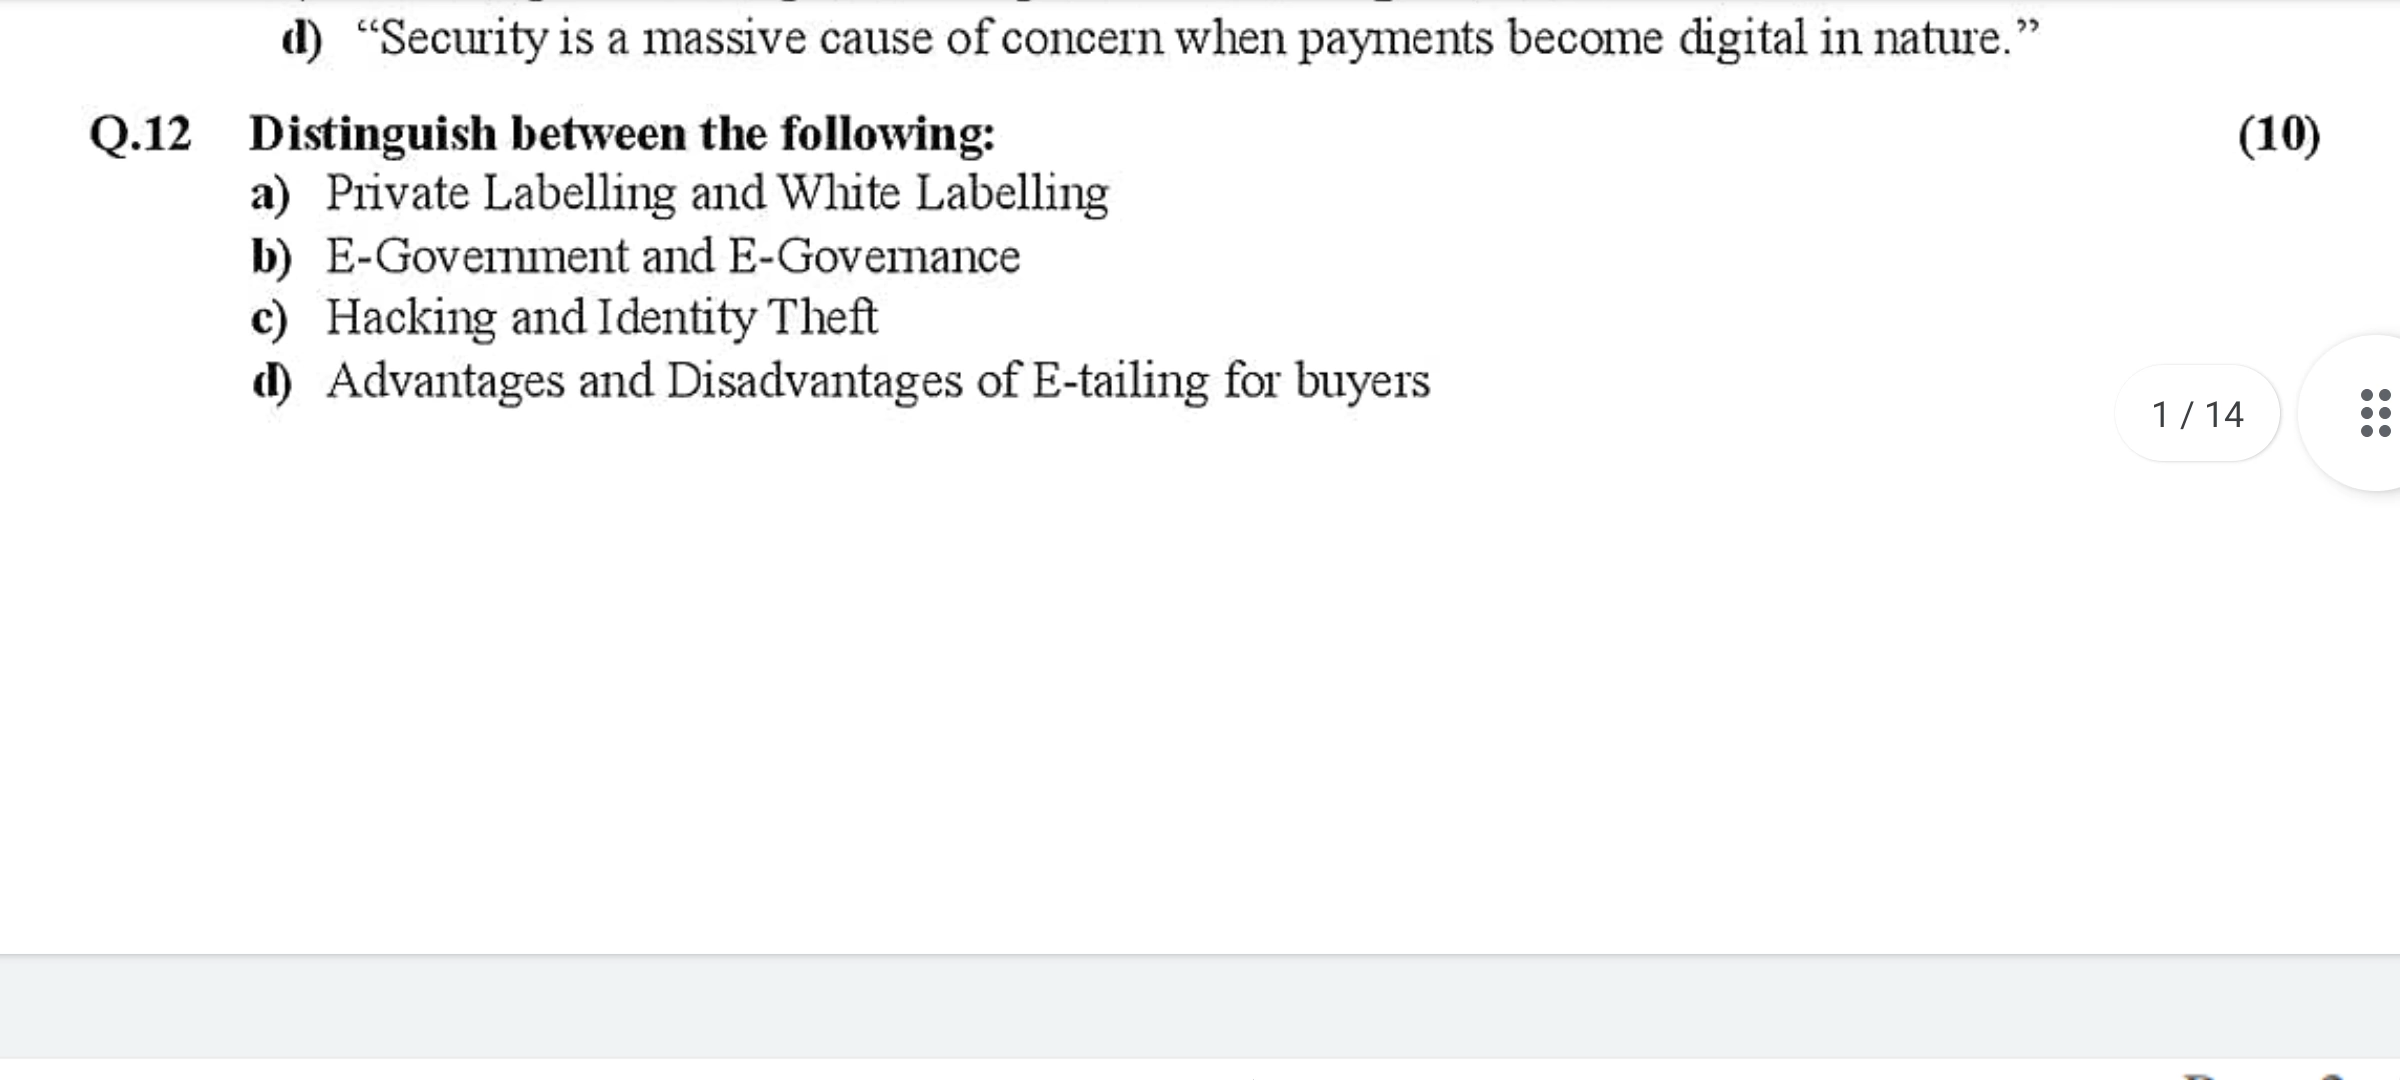 d) “Security is a massive cause of concern when payments become digital in nature.”
Q.12 Distinguish between the following: (10)
a) Private Labelling and White Labelling
b) E-Government and E-Governance
c) Hacking and Identity Theft
d) Advantages and Disadvantages of E-tailing for buyers
1 / 14